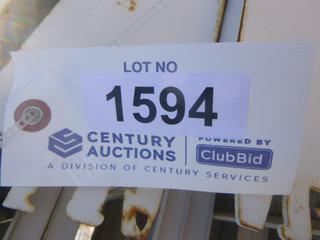 LOT NO
1594
CENTURY
AUCTIONS
POWERED BY
ClubBid
A DIVISION OF CENTURY SERVICES